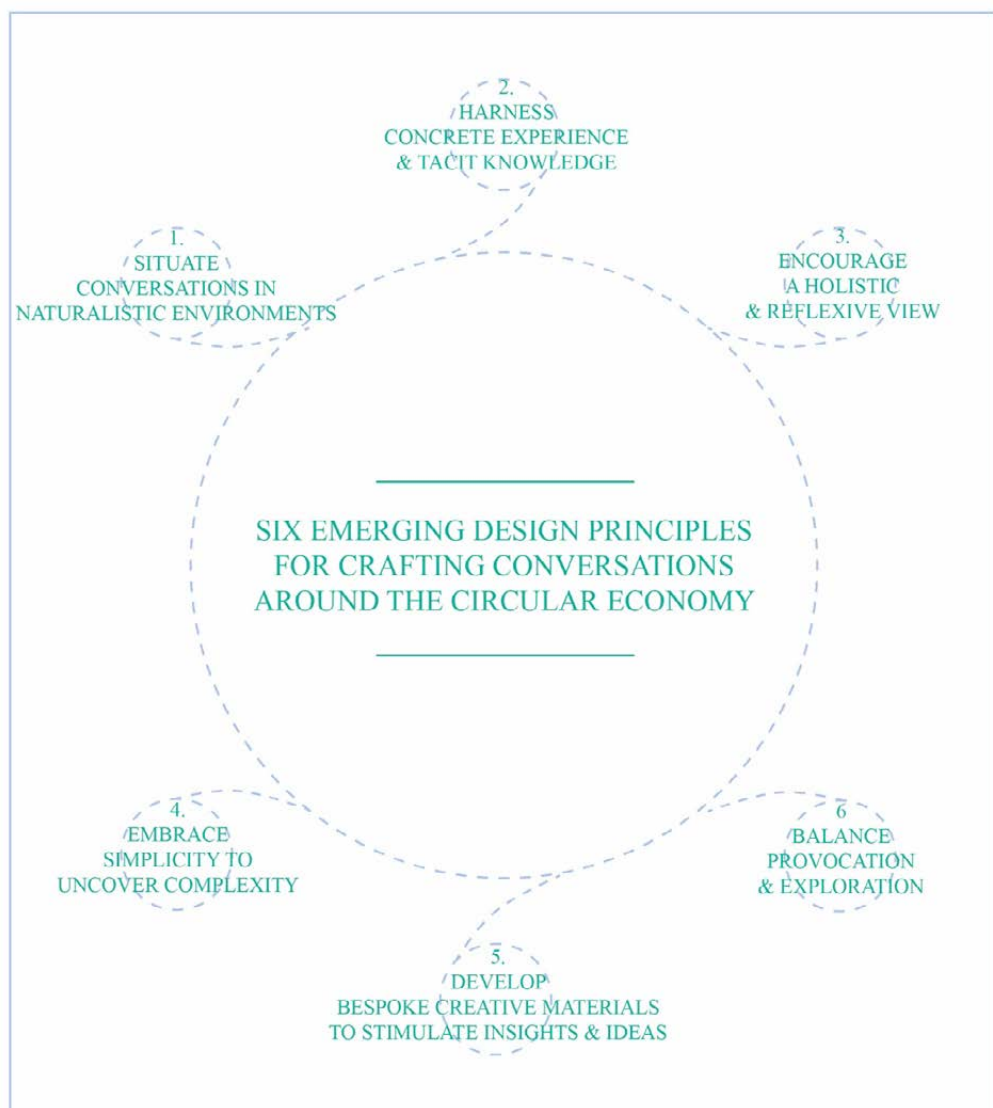 1.
SITUATE
CONVERSATIONS IN
NATURALISTIC ENVIRONMENTS
2.
HARNESS
CONCRETE EXPERIENCE
& TACIT KNOWLEDGE
3.
ENCOURAGE
A HOLISTIC
& REFLEXIVE VIEW
SIX EMERGING DESIGN PRINCIPLES
FOR CRAFTING CONVERSATIONS
AROUND THE CIRCULAR ECONOMY
4.
EMBRACE
SIMPLICITY TO
UNCOVER COMPLEXITY
5.
DEVELOP
BESPOKE CREATIVE MATERIALS
TO STIMULATE INSIGHTS & IDEAS
6
BALANCE
PROVOCATION
& EXPLORATION